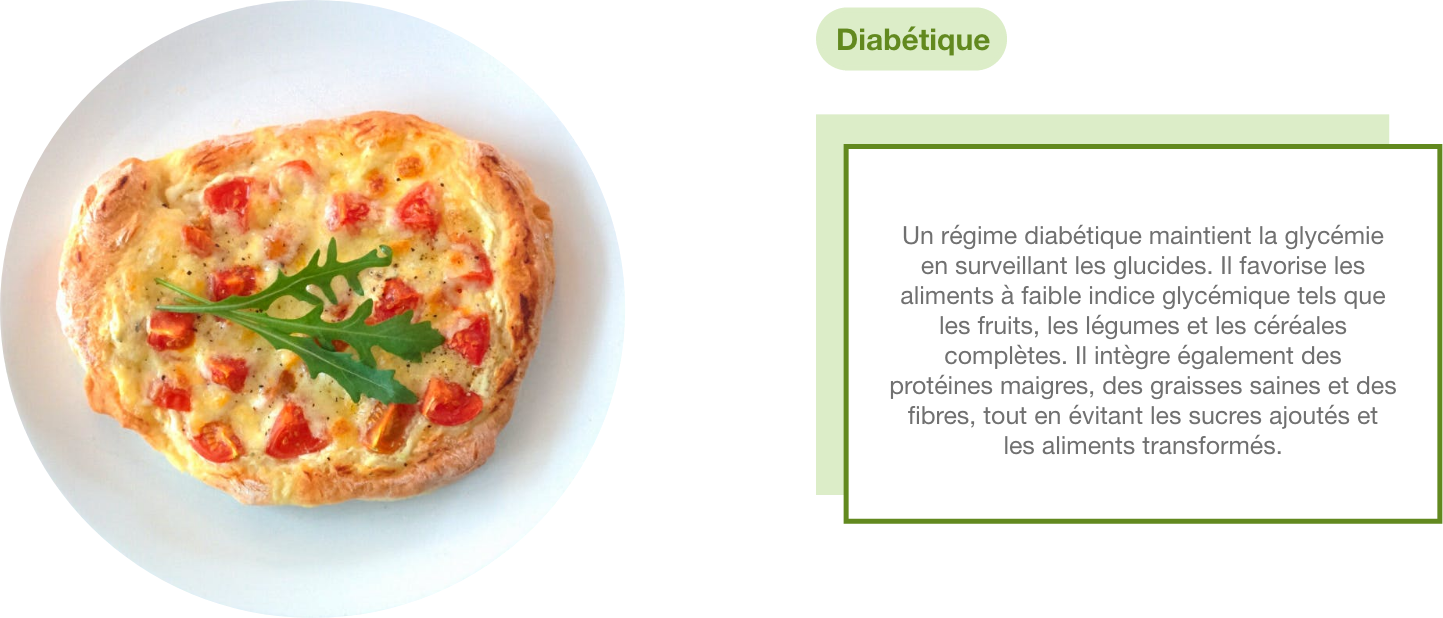 Diabétique
Un régime diabétique maintient la glycémie
en surveillant les glucides. Il favorise les
aliments à faible indice glycémique tels que
les fruits, les légumes et les céréales
complètes. Il intègre également des
protéines maigres, des graisses saines et des
fibres, tout en évitant les sucres ajoutés et
les aliments transformés.